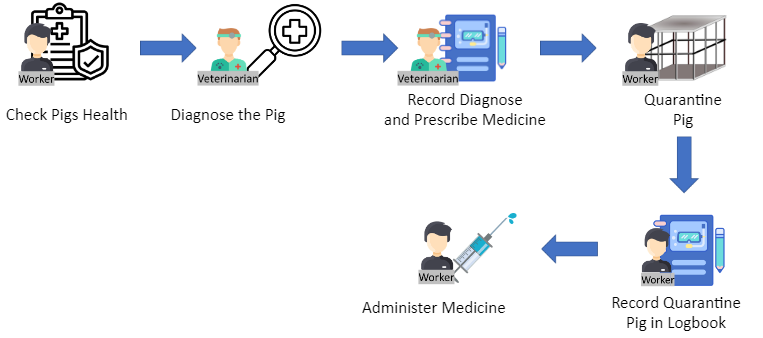 Worker
Check Pigs Health
Veterinarian
Diagnose the Pig
Veterinarian
Record Diagnose
and Prescribe Medicine
Worker
Quarantine
Pig
Worker
Record Quarantine
Pig in Logbook
Worker
Administer Medicine